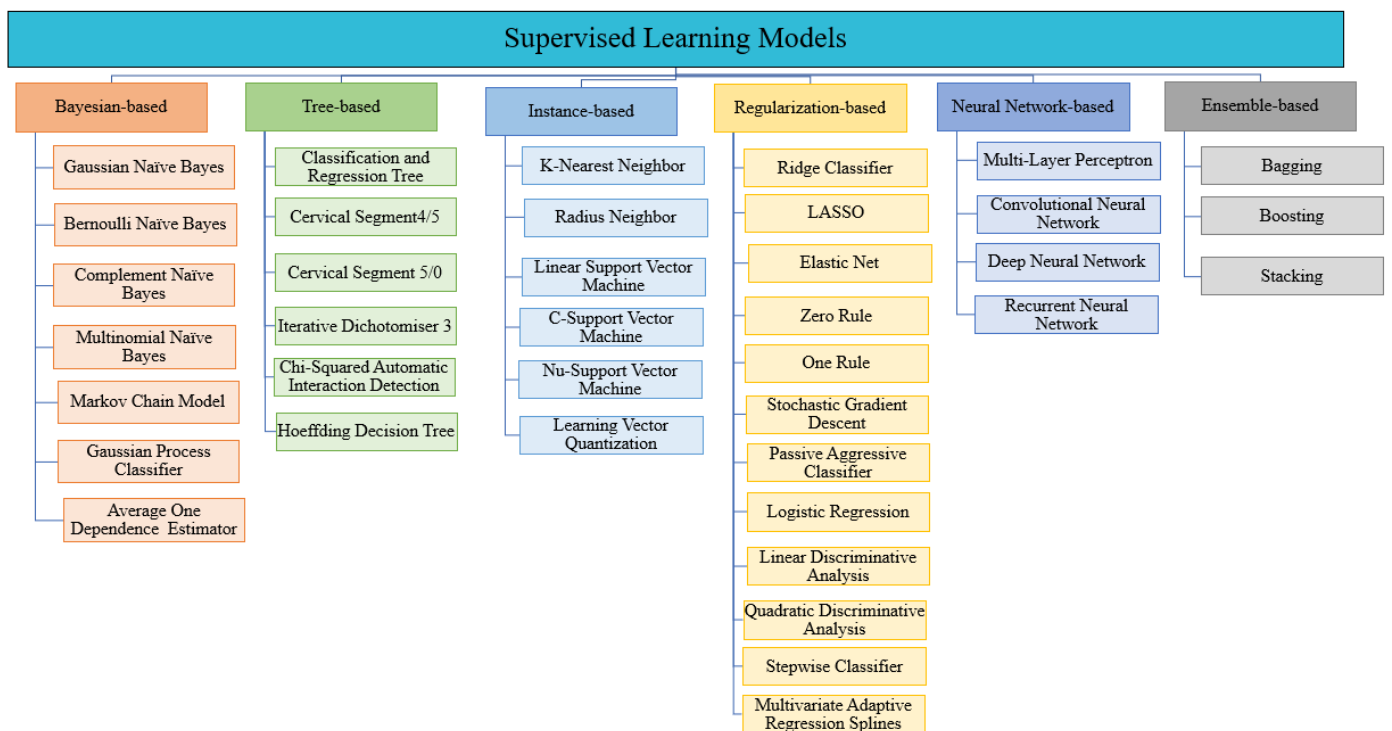 Supervised Learning Models
Bayesian-based
Gaussian Naïve Bayes
Bernoulli Naïve Bayes
Complement Naïve
Bayes
Multinomial Naïve
Bayes
Markov Chain Model
Gaussian Process
Classifier
Average One
Dependence Estimator
Tree-based
Classification and
Regression Tree
Cervical Segment4/5
Cervical Segment 5/0
Iterative Dichotomiser 3
Chi-Squared Automatic
Interaction Detection
Hoeffding Decision Tree
Instance-based
K-Nearest Neighbor
Radius Neighbor
Linear Support Vector
Machine
C-Support Vector
Machine
Nu-Support Vector
Machine
Learning Vector
Quantization
Regularization-based
Ridge Classifier
LASSO
Elastic Net
Zero Rule
One Rule
Stochastic Gradient
Descent
Passive Aggressive
Classifier
Logistic Regression
Linear Discriminative
Analysis
Quadratic Discriminative
Analysis
Stepwise Classifier
Multivariate Adaptive
Regression Splines
Neural Network-based
Multi-Layer Perceptron
Convolutional Neural
Network
Deep Neural Network
Recurrent Neural
Network
Ensemble-based
Bagging
Boosting
Stacking